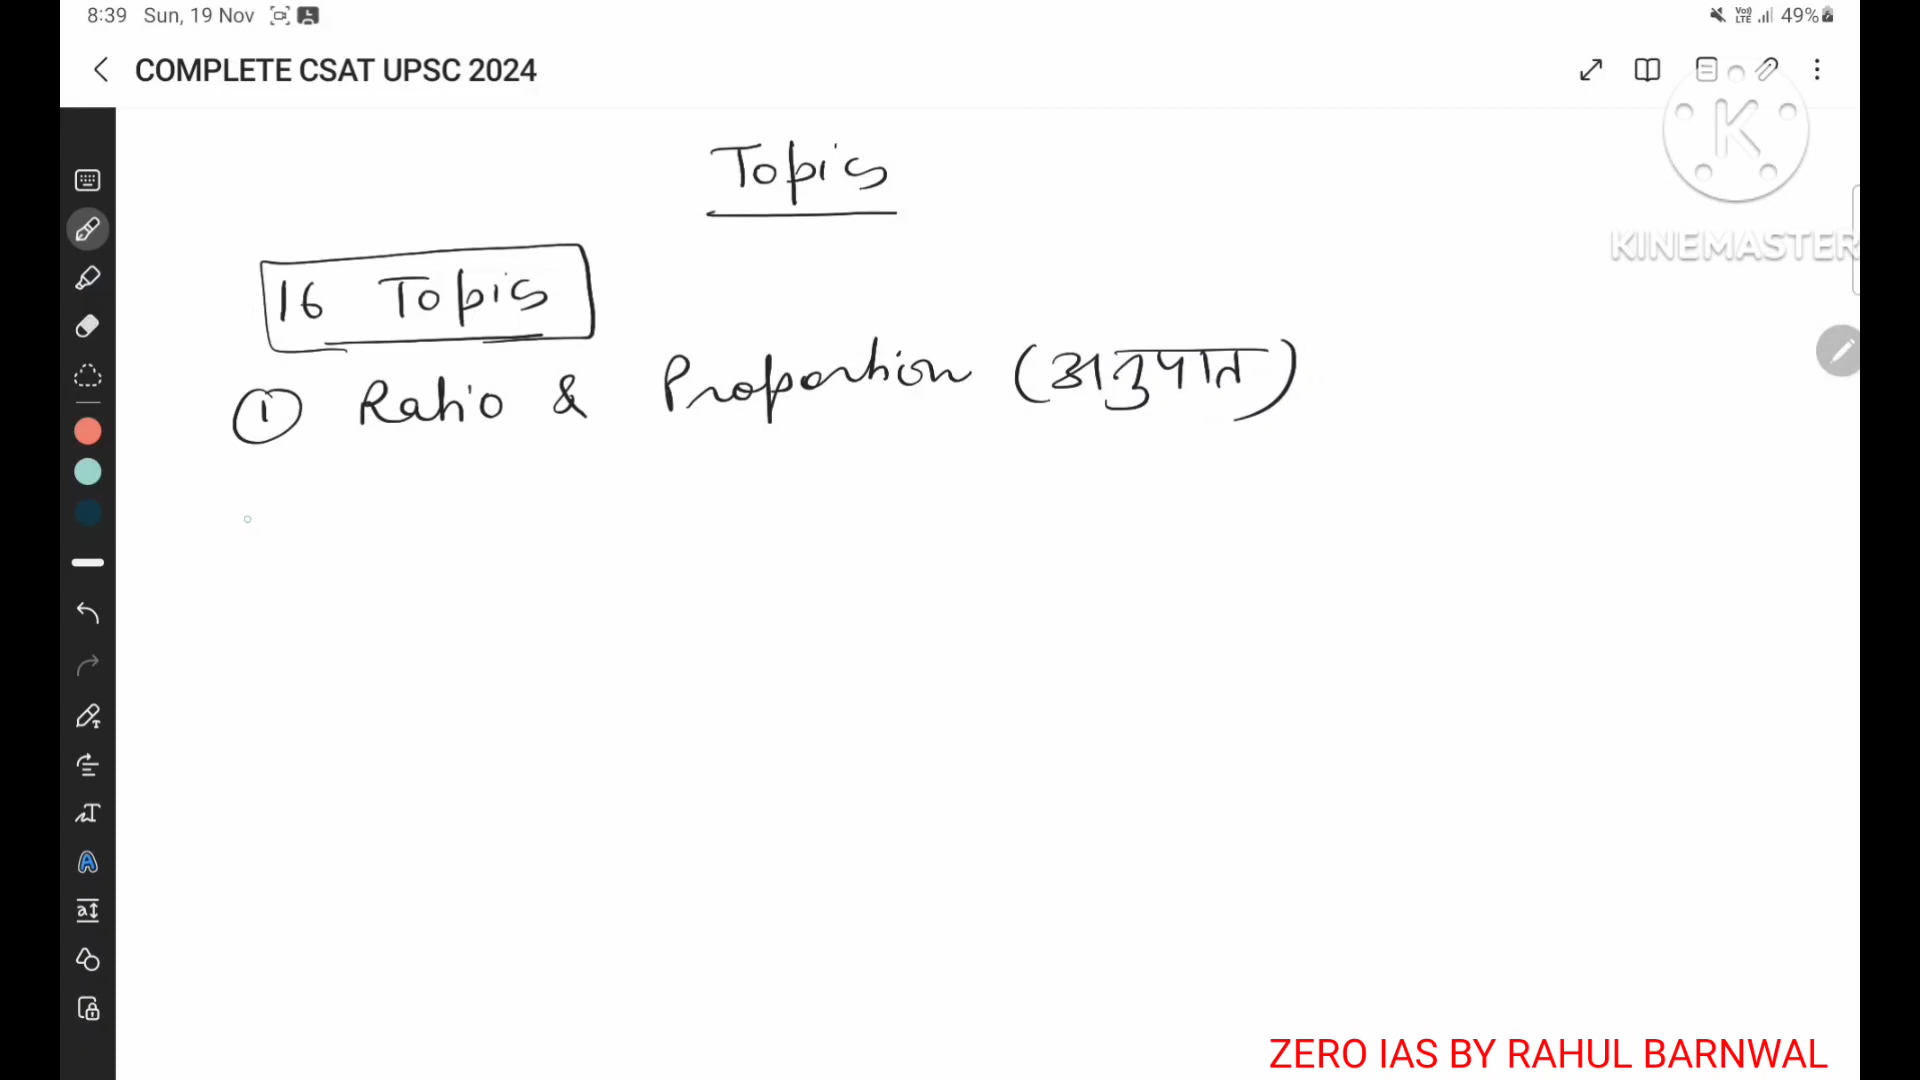 8:39 Sun, 19 Nov 49%
COMPLETE CSAT UPSC 2024
K
KINEMASTER
Topics
16 Topics
① Ratio & Proportion (अनुपात)
ZERO IAS BY RAHUL BARNWAL